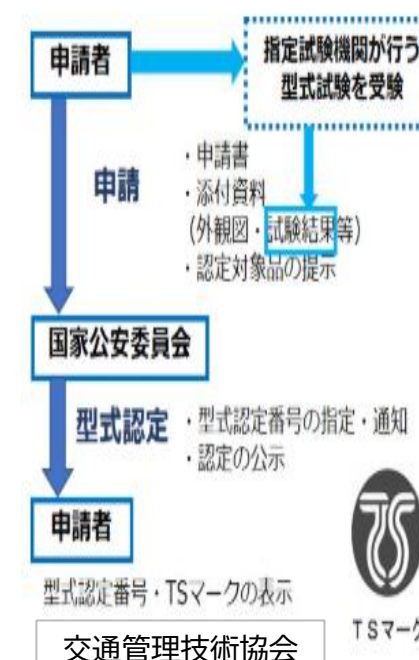 申請者
指定試験機関が行う
型式試験を受験
申請
・申請書
・添付資料
(外観図・試験結果等)
・認定対象品の提示
国家公安委員会
型式認定
・型式認定番号の指定・通知
・認定の公示
申請者
型式認定番号・TSマークの表示
TSマーク
交通管理技術協会